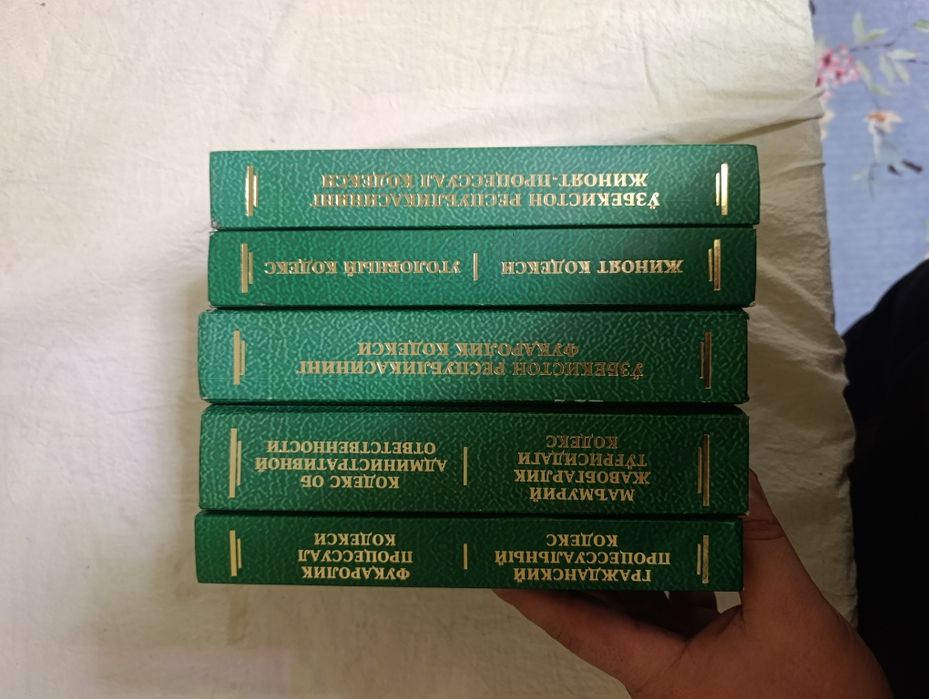 ГРАЖДАНСКИЙ
ПРОЦЕССУАЛЬНЫЙ
КОДЕКС
ФУҚАРОЛИК
ПРОЦЕССУАЛ
КОДЕКСИ
МАЪМУРИЙ
ЖАВОБГАРЛИК
ТЎҒРИСИДАГИ
КОДЕКС
КОДЕКС ОБ
АДМИНИСТРАТИВНОЙ
ОТВЕТСТВЕННОСТИ
ЎЗБЕКИСТОН РЕСПУБЛИКАСИНИНГ
ФУҚАРОЛИК КОДЕКСИ
ЖИНОЯТ КОДЕКСИ
УГОЛОВНЫЙ КОДЕКС
ЎЗБЕКИСТОН РЕСПУБЛИКАСИНИНГ
ЖИНОЯТ-ПРОЦЕССУАЛ КОДЕКСИ